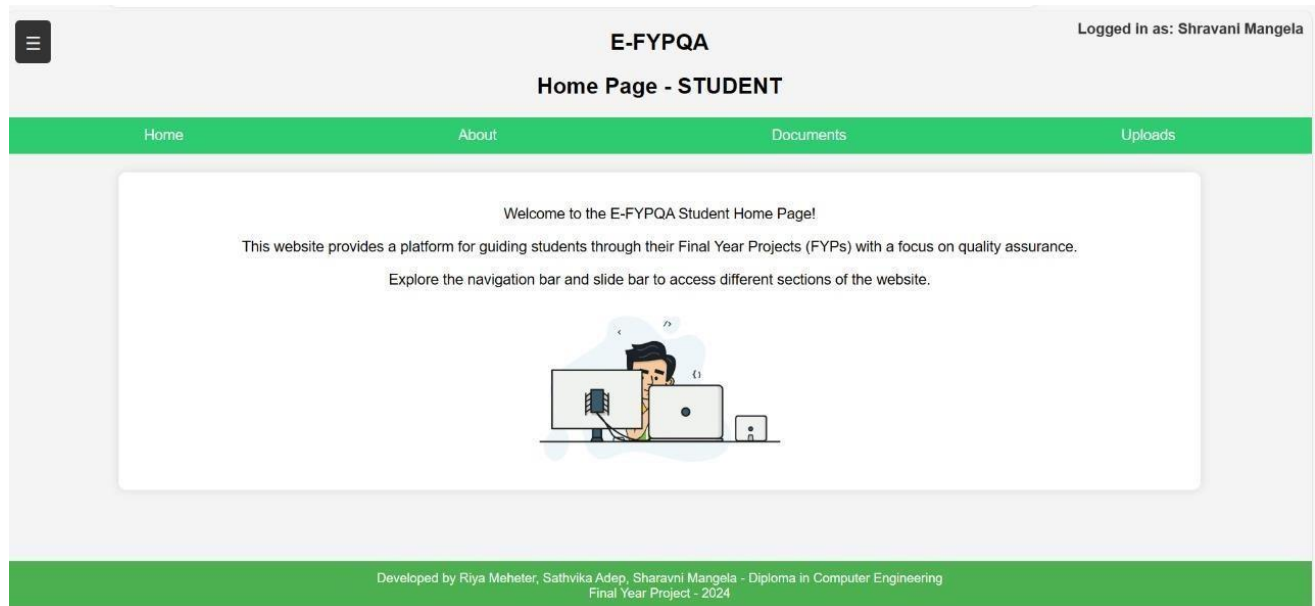 ☰
E-FYPQA
Logged in as: Shravani Mangela
Home Page - STUDENT
Home About Documents Uploads
Welcome to the E-FYPQA Student Home Page!
This website provides a platform for guiding students through their Final Year Projects (FYPs) with a focus on quality assurance.
Explore the navigation bar and slide bar to access different sections of the website.
< />
{}
Developed by Riya Meheter, Sathvika Adep, Sharavni Mangela - Diploma in Computer Engineering
Final Year Project - 2024